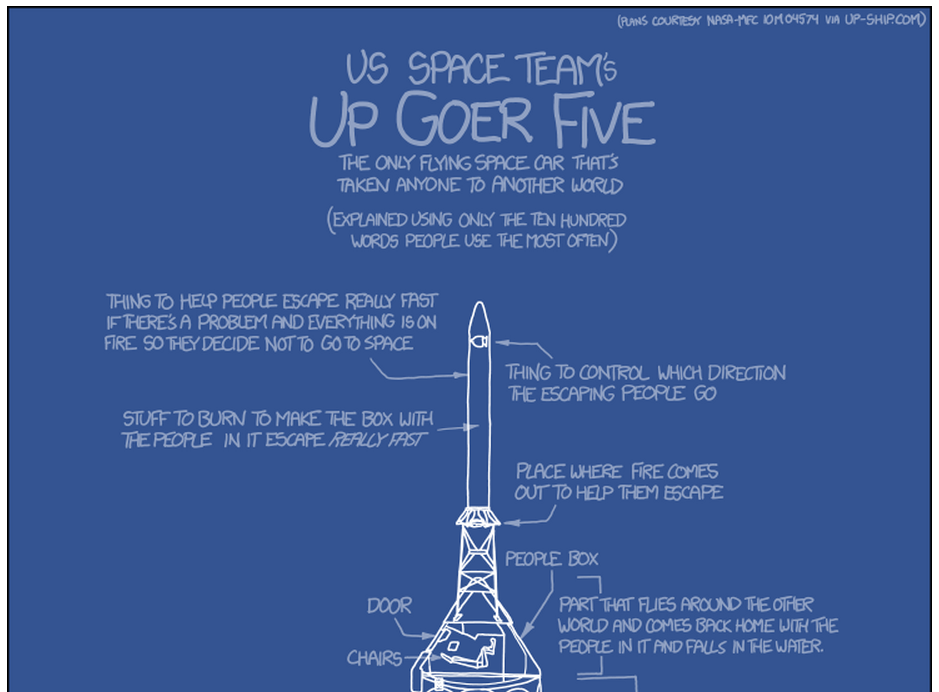 (PLANS COURTESY NASA-MFC 10M04574 VIA UP-SHIP.COM)
US SPACE TEAM'S
UP GOER FIVE
THE ONLY FLYING SPACE CAR THAT'S
TAKEN ANYONE TO ANOTHER WORLD
(EXPLAINED USING ONLY THE TEN HUNDRED
WORDS PEOPLE USE THE MOST OFTEN)
THING TO HELP PEOPLE ESCAPE REALLY FAST
IF THERE'S A PROBLEM AND EVERYTHING IS ON
FIRE SO THEY DECIDE NOT TO GO TO SPACE
THING TO CONTROL WHICH DIRECTION
THE ESCAPING PEOPLE GO
STUFF TO BURN TO MAKE THE BOX WITH
THE PEOPLE IN IT ESCAPE REALLY FAST
PLACE WHERE FIRE COMES
OUT TO HELP THEM ESCAPE
PEOPLE BOX
DOOR
PART THAT FLIES AROUND THE OTHER
WORLD AND COMES BACK HOME WITH THE
PEOPLE IN IT AND FALLS IN THE WATER.
CHAIRS